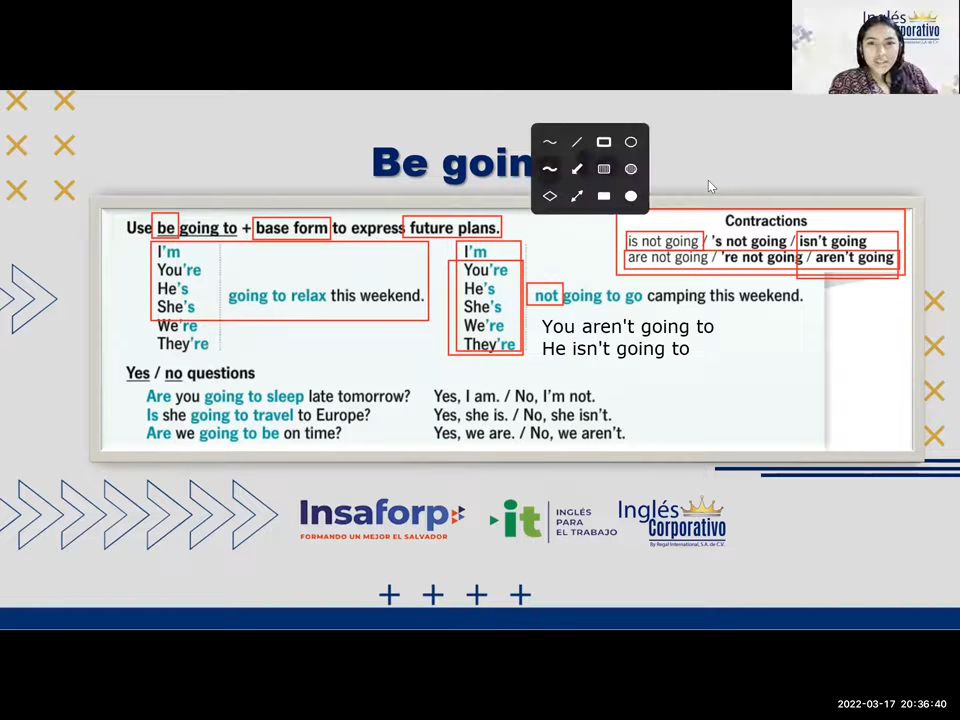 Inglés
Corporativo
Be going to
Use be going to + base form to express future plans.
I'm
You're
He's
She's
We're
They're
going to relax this weekend.
I'm
You're
He's
She's
We're
They're
not going to go camping this weekend.
You aren't going to
He isn't going to
Contractions
is not going / 's not going / isn't going
are not going / 're not going / aren't going
Yes / no questions
Are you going to sleep late tomorrow? Yes, I am. / No, I'm not.
Is she going to travel to Europe? Yes, she is. / No, she isn't.
Are we going to be on time? Yes, we are. / No, we aren't.
Insaforp
FORMANDO UN MEJOR EL SALVADOR
it
INGLÉS
PARA
EL TRABAJO
Inglés
Corporativo
By Regal International, S.A. de C.V.
2022-03-17 20:36:40